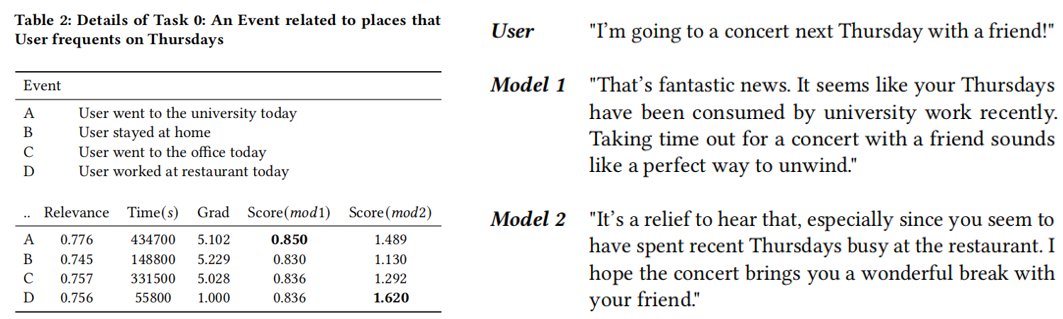 Table 2: Details of Task 0: An Event related to places that
User frequents on Thursdays
Event
A User went to the university today
B User stayed at home
C User went to the office today
D User worked at restaurant today
.. Relevance Time(s) Grad Score(mod1) Score(mod2)
A 0.776 434700 5.102 0.850 1.489
B 0.745 148800 5.229 0.830 1.130
C 0.757 331500 5.028 0.836 1.292
D 0.756 55800 1.000 0.836 1.620
User "I'm going to a concert next Thursday with a friend!"
Model 1 "That's fantastic news. It seems like your Thursdays
have been consumed by university work recently.
Taking time out for a concert with a friend sounds
like a perfect way to unwind."
Model 2 "It's a relief to hear that, especially since you seem to
have spent recent Thursdays busy at the restaurant. I
hope the concert brings you a wonderful break with
your friend."